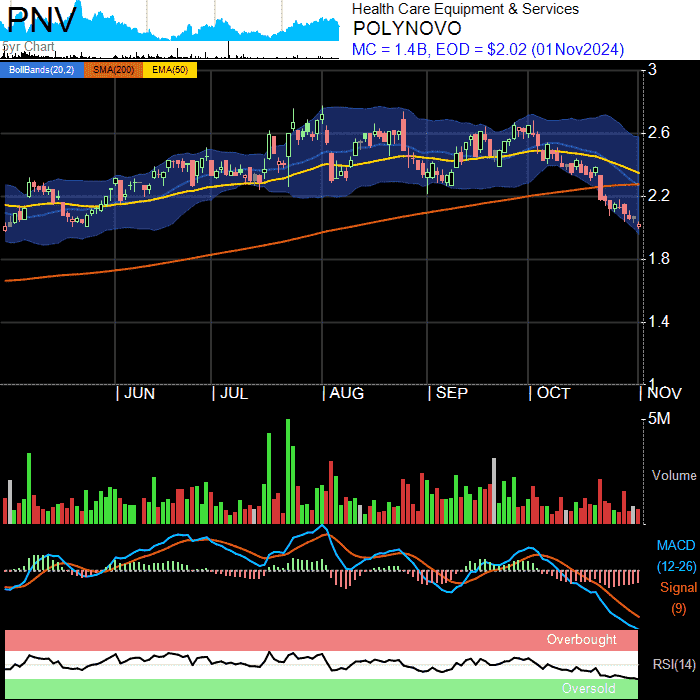 PNV
5yr Chart
Health Care Equipment & Services
POLYNOVO
MC = 1.4B, EOD = $2.02 (01Nov2024)
BollBands(20,2) SMA(200) EMA(50)
3
2.6
2.2
1.8
1.4
1
JUN JUL AUG SEP OCT NOV
5M
Volume
MACD
(12-26)
Signal
(9)
Overbought
RSI(14)
Oversold